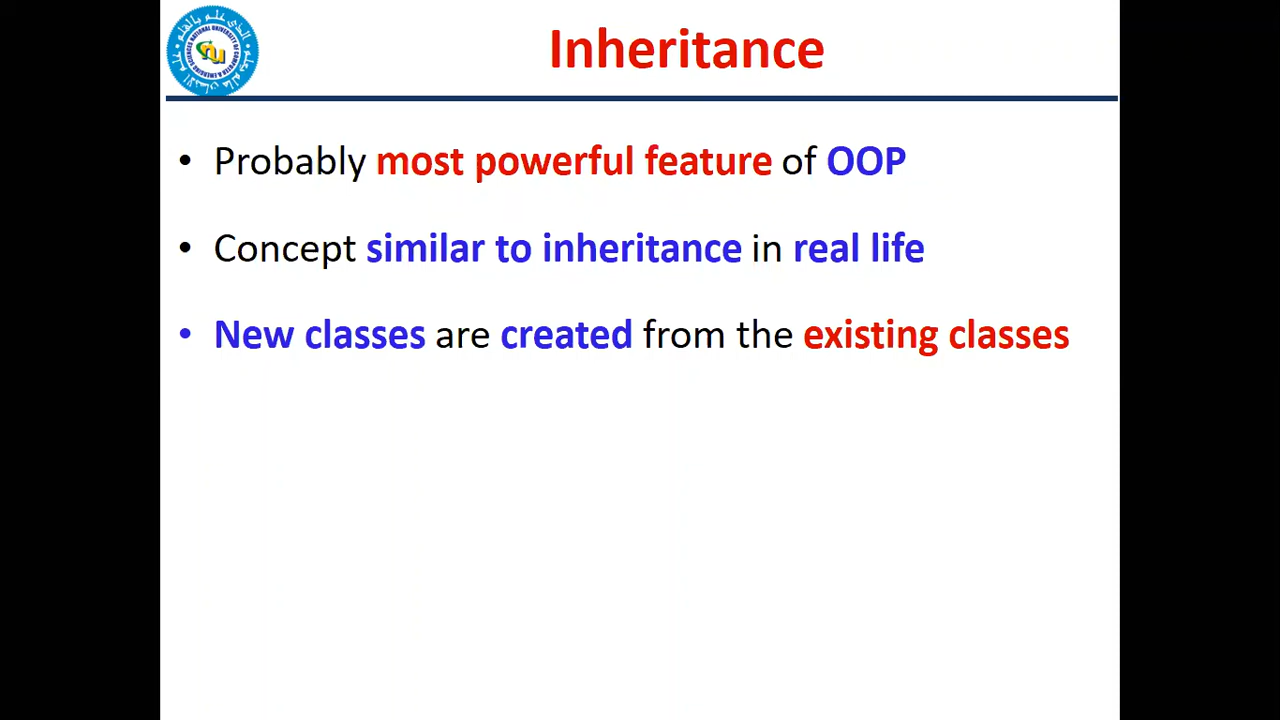 Inheritance
• Probably most powerful feature of OOP
• Concept similar to inheritance in real life
• New classes are created from the existing classes